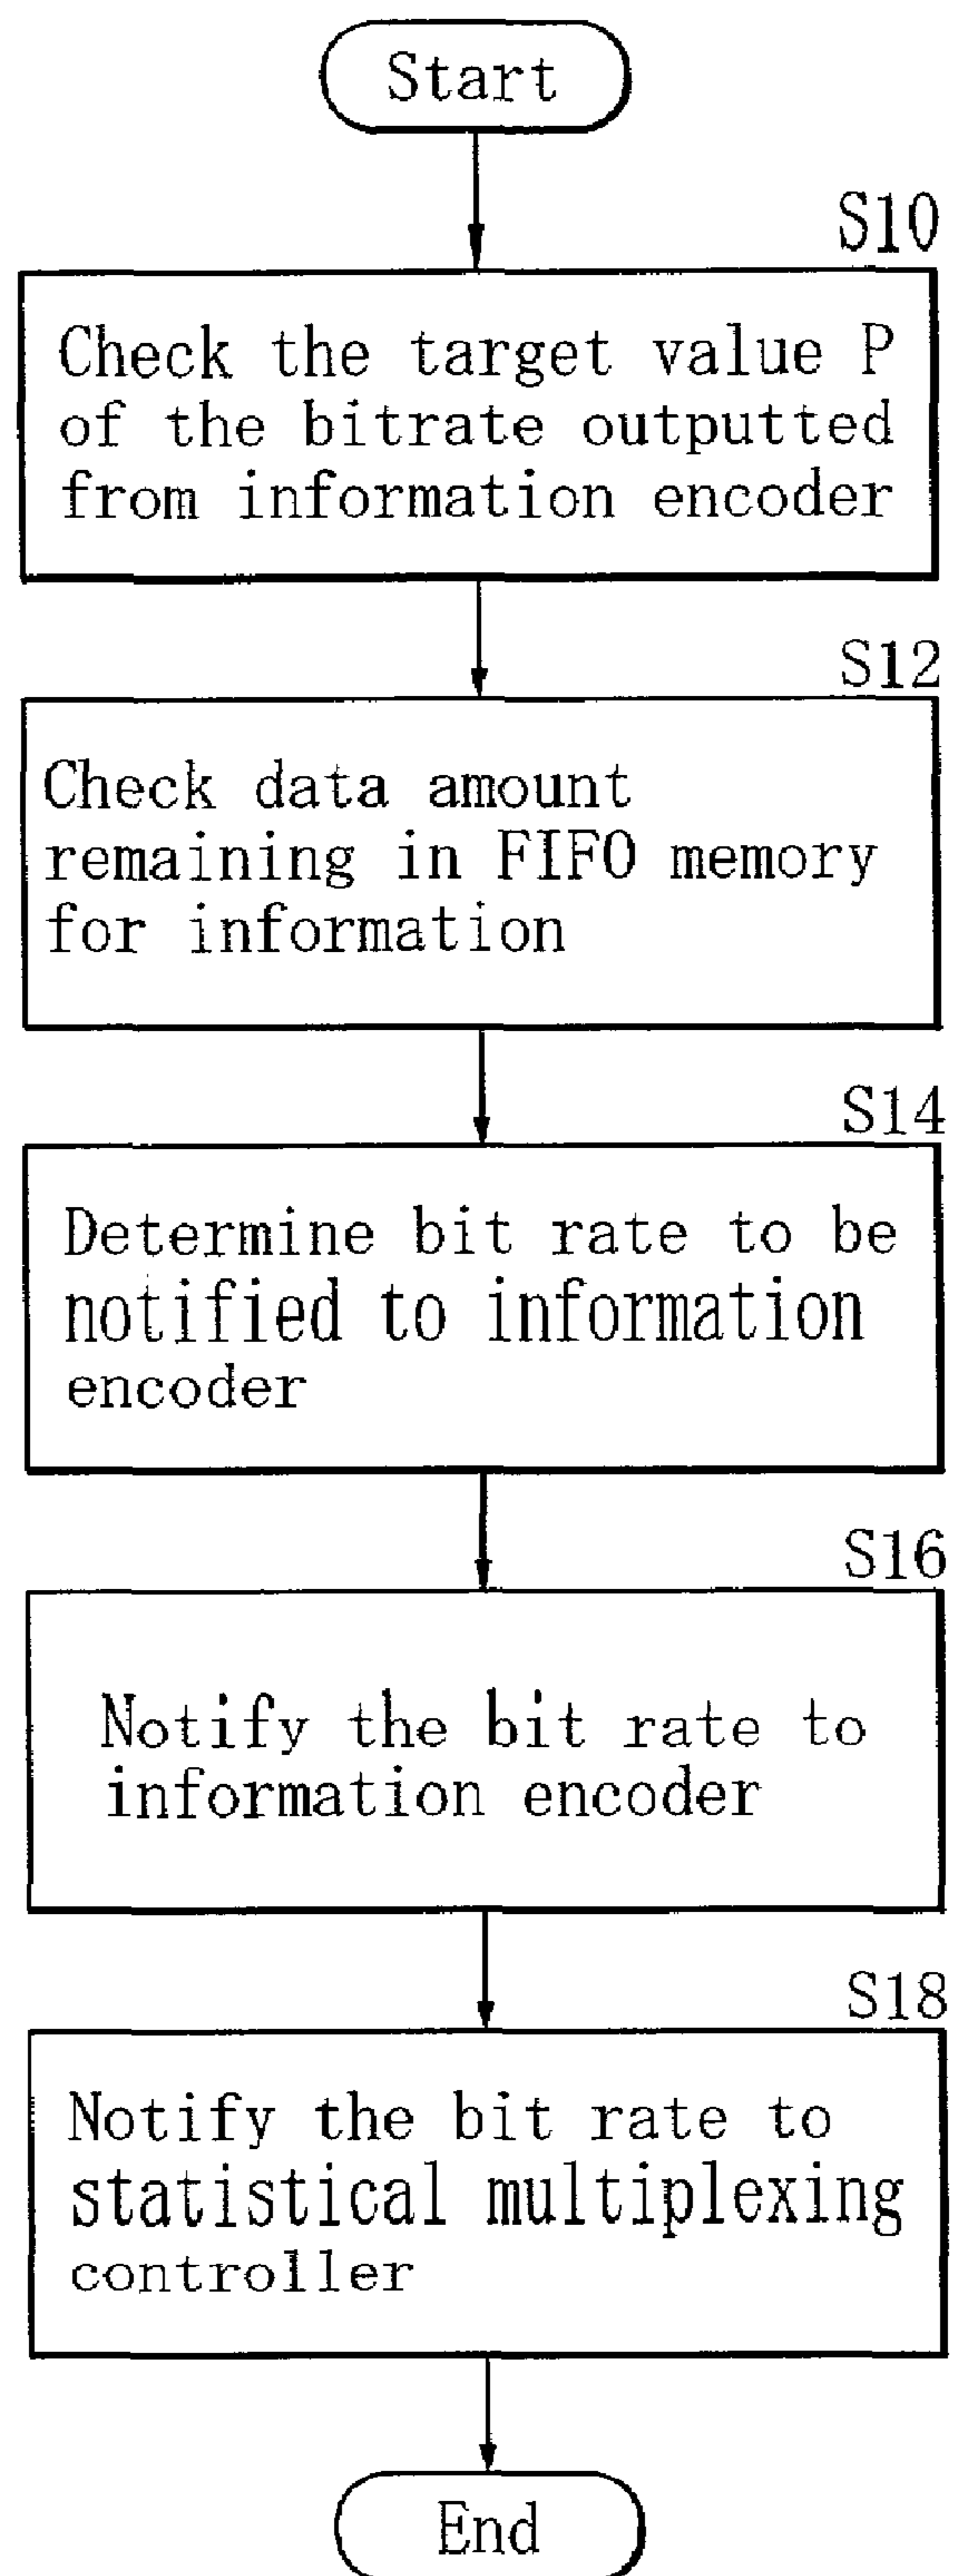 Start
S10
Check the target value P
of the bitrate outputted
from information encoder
S12
Check data amount
remaining in FIFO memory
for information
S14
Determine bit rate to be
notified to information
encoder
S16
Notify the bit rate to
information encoder
S18
Notify the bit rate to
statistical multiplexing
controller
End